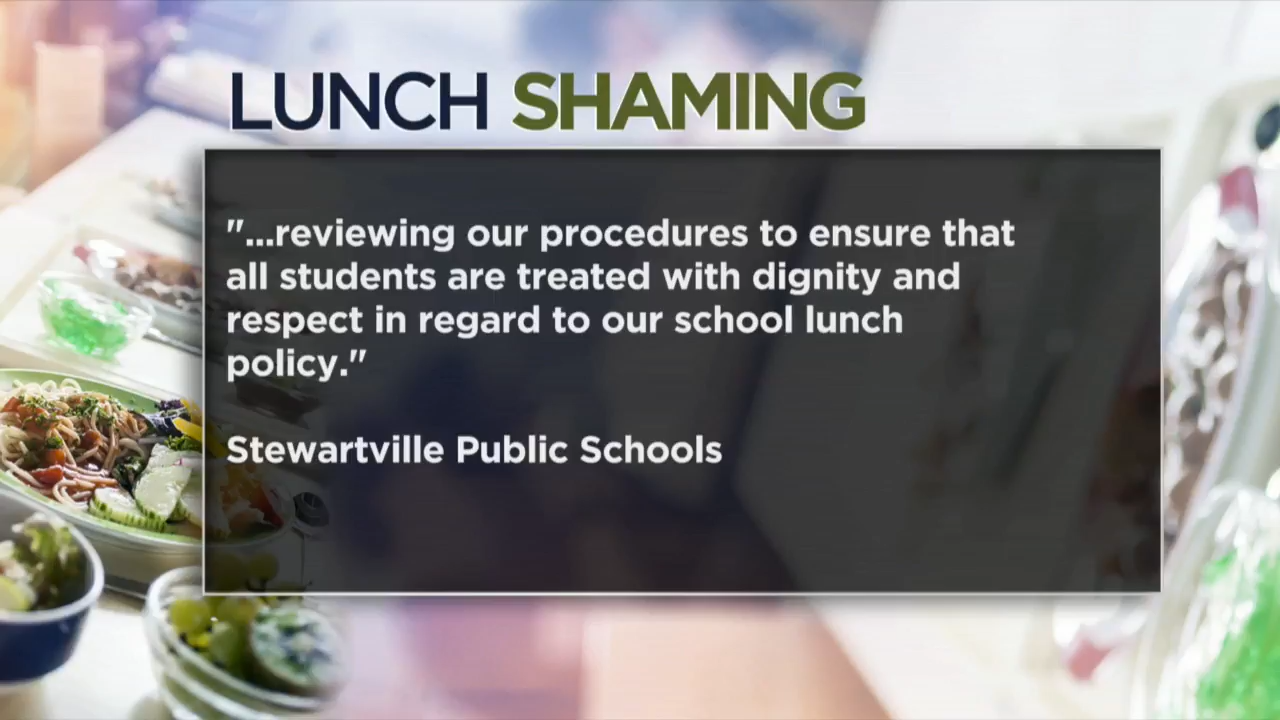 LUNCH SHAMING
"...reviewing our procedures to ensure that
all students are treated with dignity and
respect in regard to our school lunch
policy."
Stewartville Public Schools